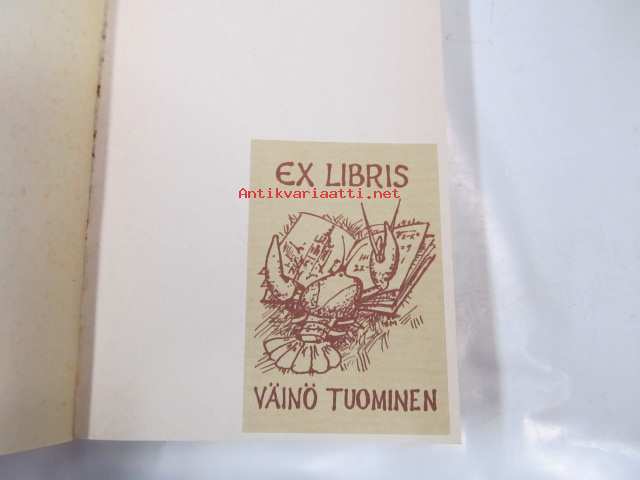 EX LIBRIS
Antikvariaatti.net
VÄINÖ TUOMINEN